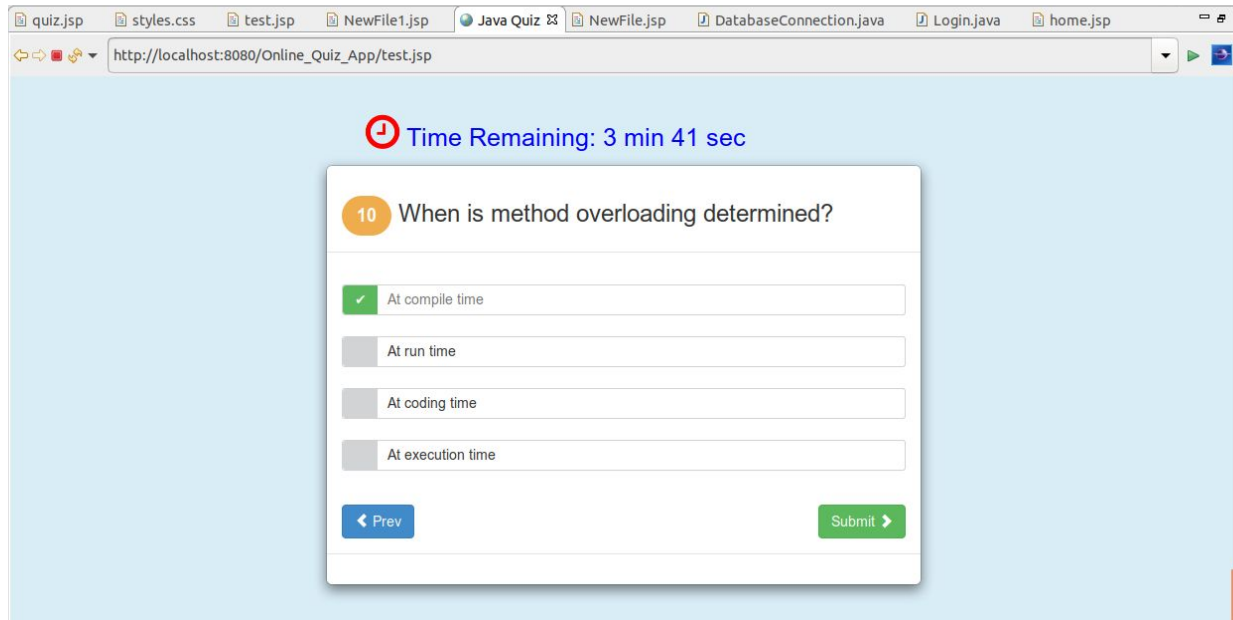 quiz.jsp styles.css test.jsp NewFile1.jsp Java Quiz NewFile.jsp DatabaseConnection.java Login.java home.jsp
http://localhost:8080/Online_Quiz_App/test.jsp
Time Remaining: 3 min 41 sec
10 When is method overloading determined?
At compile time
At run time
At coding time
At execution time
Prev Submit